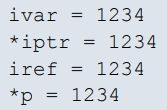 ivar = 1234
*iptr = 1234
iref = 1234
*p = 1234